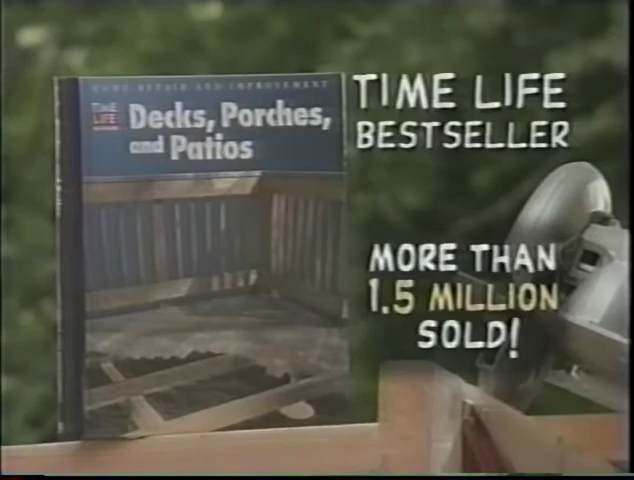 HOME REPAIR AND IMPROVEMENT
TIME
LIFE
Decks, Porches,
and Patios
TIME LIFE
BESTSELLER
MORE THAN
1.5 MILLION
SOLD!